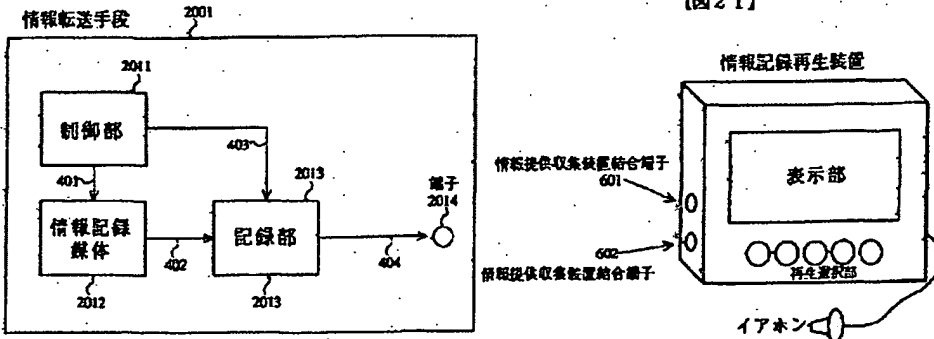 【図21】
情報転送手段
2001
2011
制御部
403
401
2013
端子
2014
情報記録
媒体
402
記録部
404
2012
2013
情報記録再生装置
情報提供収集装置結合端子
601
表示部
602
情報提供収集装置結合端子
再生選択部
イアホン